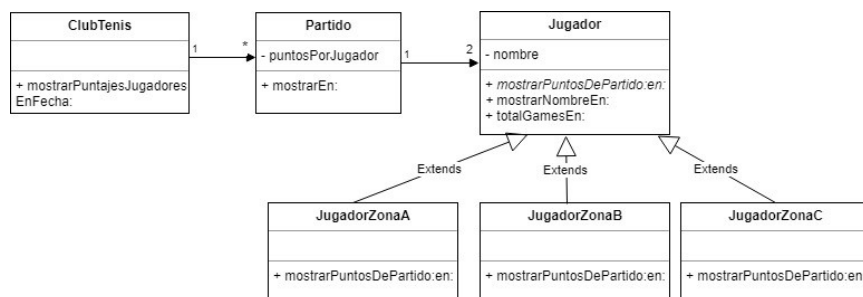 ClubTenis
+ mostrarPuntajesJugadores
EnFecha:
1
*
Partido
- puntosPorJugador
+ mostrarEn:
1
2
Jugador
- nombre
+ mostrarPuntosDePartido:en:
+ mostrarNombreEn:
+ totalGamesEn:
Extends
Extends
Extends
JugadorZonaA
+ mostrarPuntosDePartido:en:
JugadorZonaB
+ mostrarPuntosDePartido:en:
JugadorZonaC
+ mostrarPuntosDePartido:en: